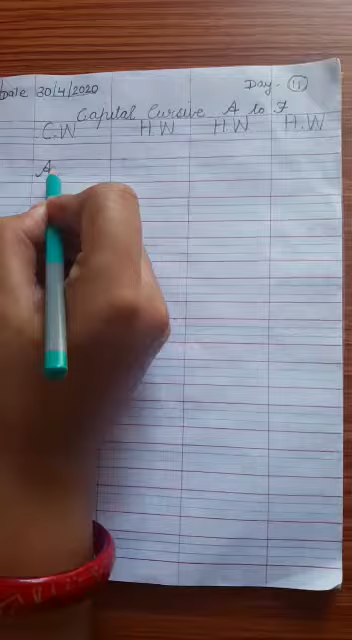 Date 30/4/2020 Day - 11
Capital Cursive A to F
C.W H.W H.W H.W
A